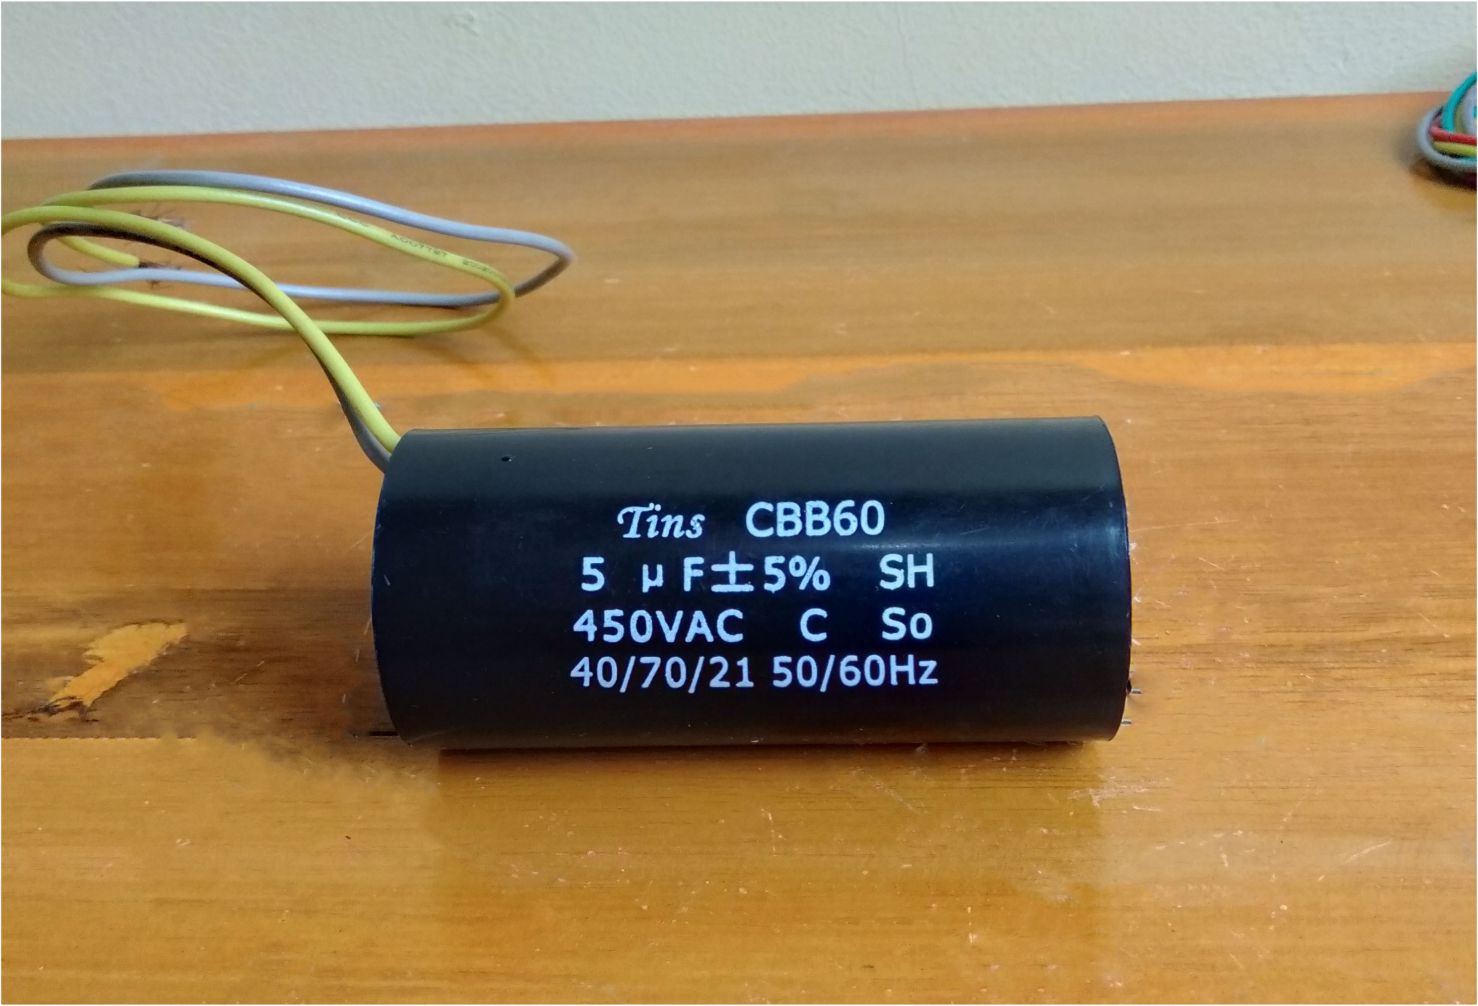 Tins CBB60
5 μF±5% SH
450VAC C So
40/70/21 50/60Hz